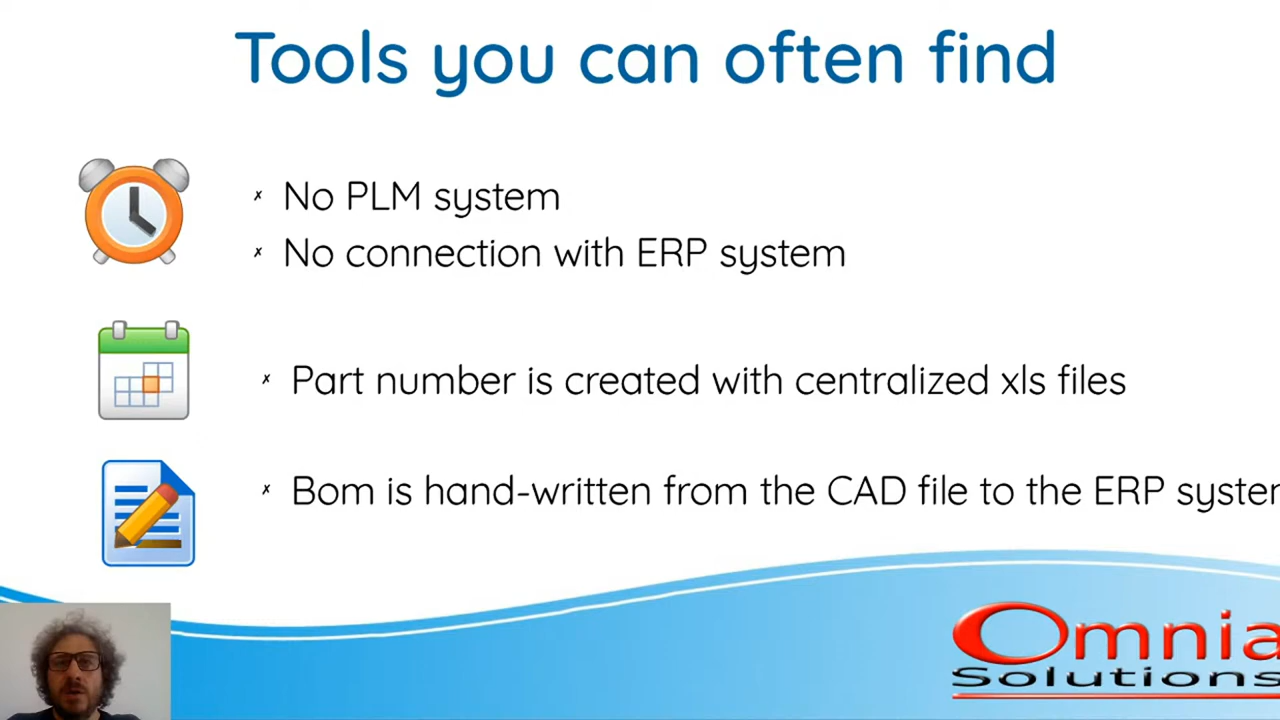 Tools you can often find
✗ No PLM system
✗ No connection with ERP system
✗ Part number is created with centralized xls files
✗ Bom is hand-written from the CAD file to the ERP
Omnia
Solutions